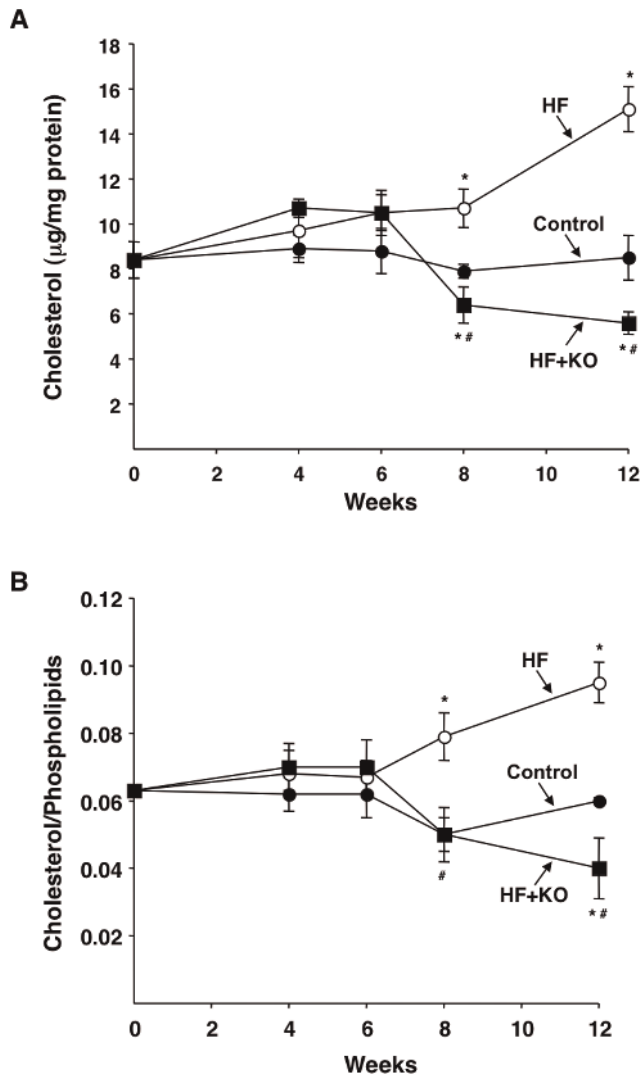 A
Cholesterol (µg/mg protein)
18
16
14
12
10
8
6
4
2
*
HF
*
Control
* #
HF+KO
* #
0 2 4 6 8 10 12
Weeks
B
Cholesterol/Phospholipids
0.12
0.10
0.08
0.06
0.04
0.02
*
HF
*
Control
#
HF+KO
* #
0 2 4 6 8 10 12
Weeks